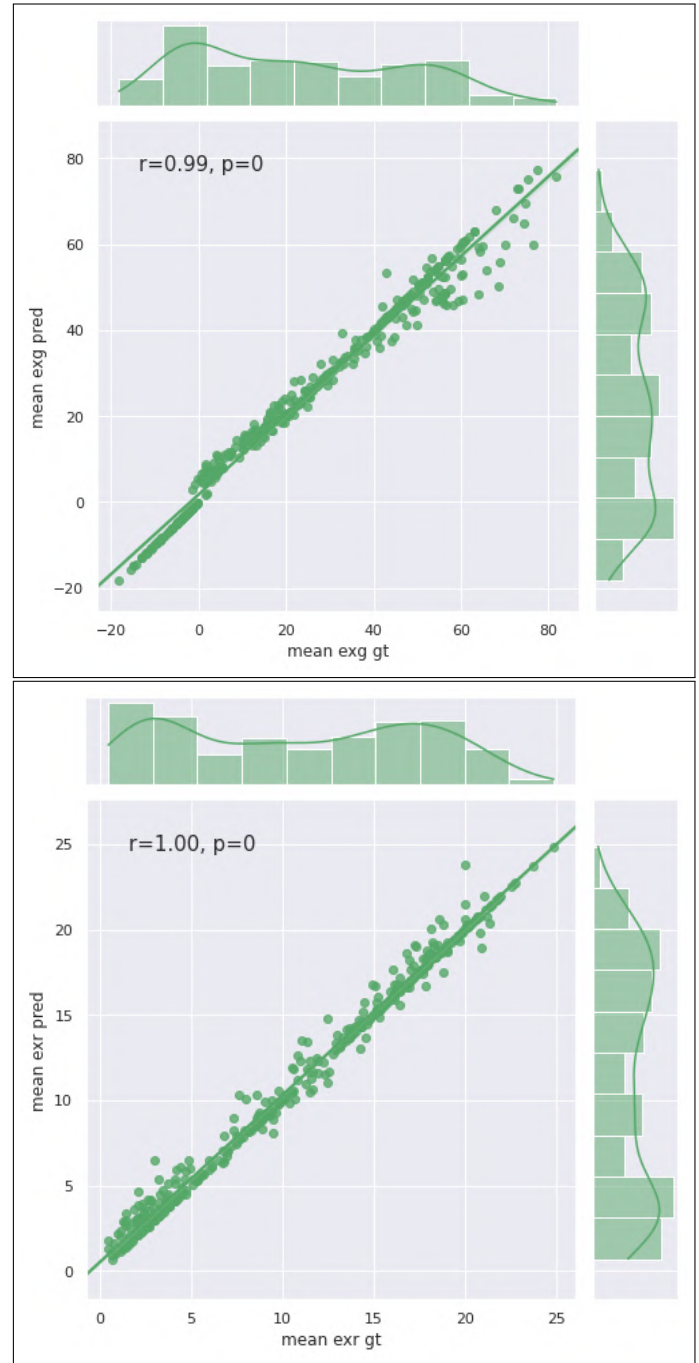 r=0.99, p=0
80
60
40
20
0
−20
mean exg pred
−20 0 20 40 60 80
mean exg gt
r=1.00, p=0
25
20
15
10
5
0
mean exr pred
0 5 10 15 20 25
mean exr gt